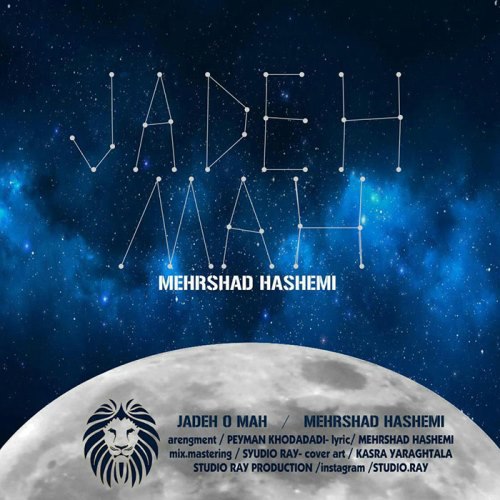 JADEH
MAH
MEHRSHAD HASHEMI
JADEH O MAH / MEHRSHAD HASHEMI
arengment / PEYMAN KHODADADI- lyric/ MEHRSHAD HASHEMI
mix.mastering / SYUDIO RAY- cover art / KASRA YARAGHTALA
STUDIO RAY PRODUCTION /instagram /STUDIO.RAY